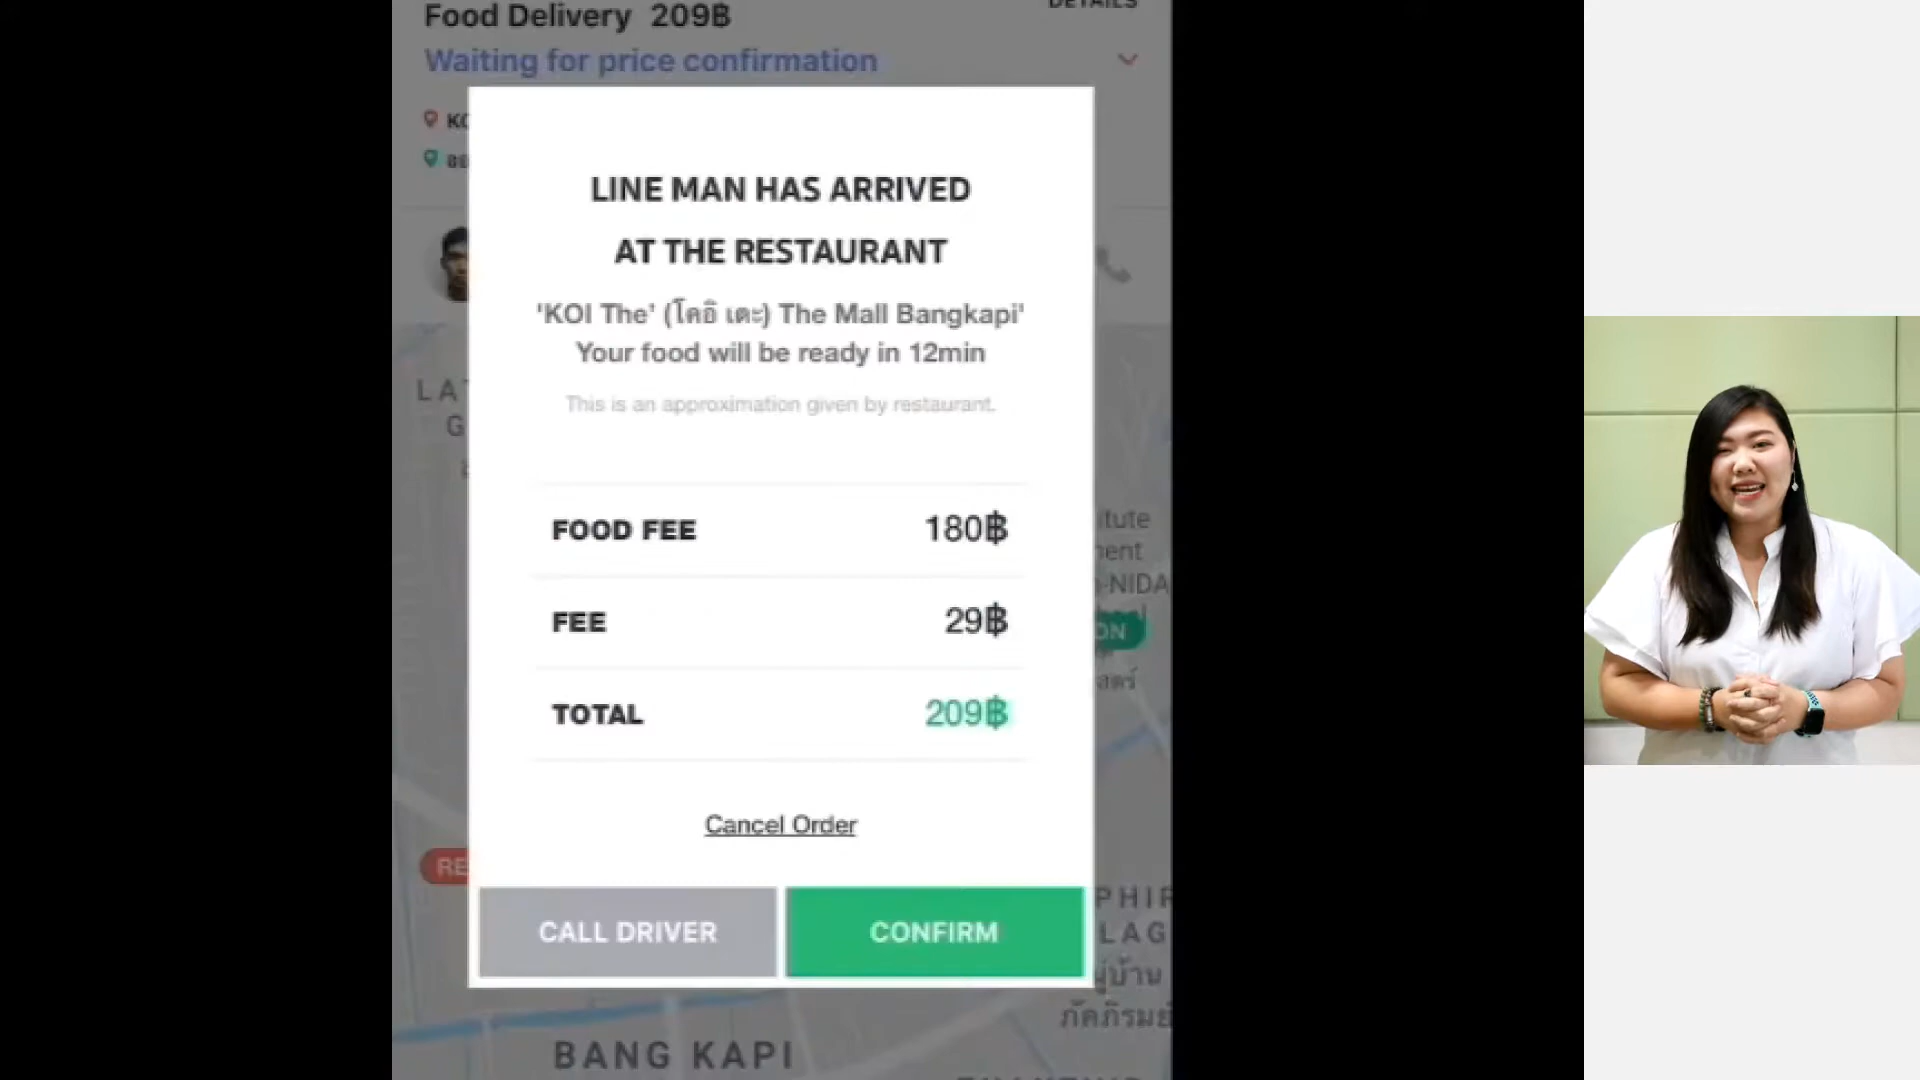 Food Delivery 209฿
DETAILS
Waiting for price confirmation
LINE MAN HAS ARRIVED
AT THE RESTAURANT
'KOI The' (โคอิ เตะ) The Mall Bangkapi'
Your food will be ready in 12min
This is an approximation given by restaurant.
FOOD FEE 180฿
FEE 29฿
TOTAL 209฿
Cancel Order
CALL DRIVER CONFIRM
BANG KAPI